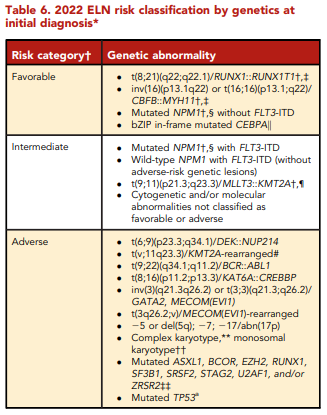 Table 6. 2022 ELN risk classification by genetics at
initial diagnosis*
Risk category† Genetic abnormality
Favorable
• t(8;21)(q22;q22.1)/RUNX1::RUNX1T1†,‡
• inv(16)(p13.1q22) or t(16;16)(p13.1;q22)/
CBFB::MYH11†,‡
• Mutated NPM1†,§ without FLT3-ITD
• bZIP in-frame mutated CEBPA||
Intermediate
• Mutated NPM1†,§ with FLT3-ITD
• Wild-type NPM1 with FLT3-ITD (without
adverse-risk genetic lesions)
• t(9;11)(p21.3;q23.3)/MLLT3::KMT2A†,¶
• Cytogenetic and/or molecular
abnormalities not classified as
favorable or adverse
Adverse
• t(6;9)(p23.3;q34.1)/DEK::NUP214
• t(v;11q23.3)/KMT2A-rearranged#
• t(9;22)(q34.1;q11.2)/BCR::ABL1
• t(8;16)(p11.2;p13.3)/KAT6A::CREBBP
• inv(3)(q21.3q26.2) or t(3;3)(q21.3;q26.2)/
GATA2, MECOM(EVI1)
• t(3q26.2;v)/MECOM(EVI1)-rearranged
• −5 or del(5q); −7; −17/abn(17p)
• Complex karyotype,** monosomal
karyotype††
• Mutated ASXL1, BCOR, EZH2, RUNX1,
SF3B1, SRSF2, STAG2, U2AF1, and/or
ZRSR2‡‡
• Mutated TP53ª